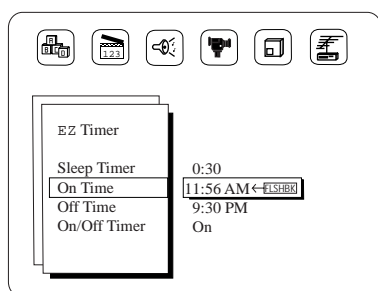 A
B C D
123
EZ Timer
Sleep Timer 0:30
On Time 11:56 AM ← FLSHBK
Off Time 9:30 PM
On/Off Timer On